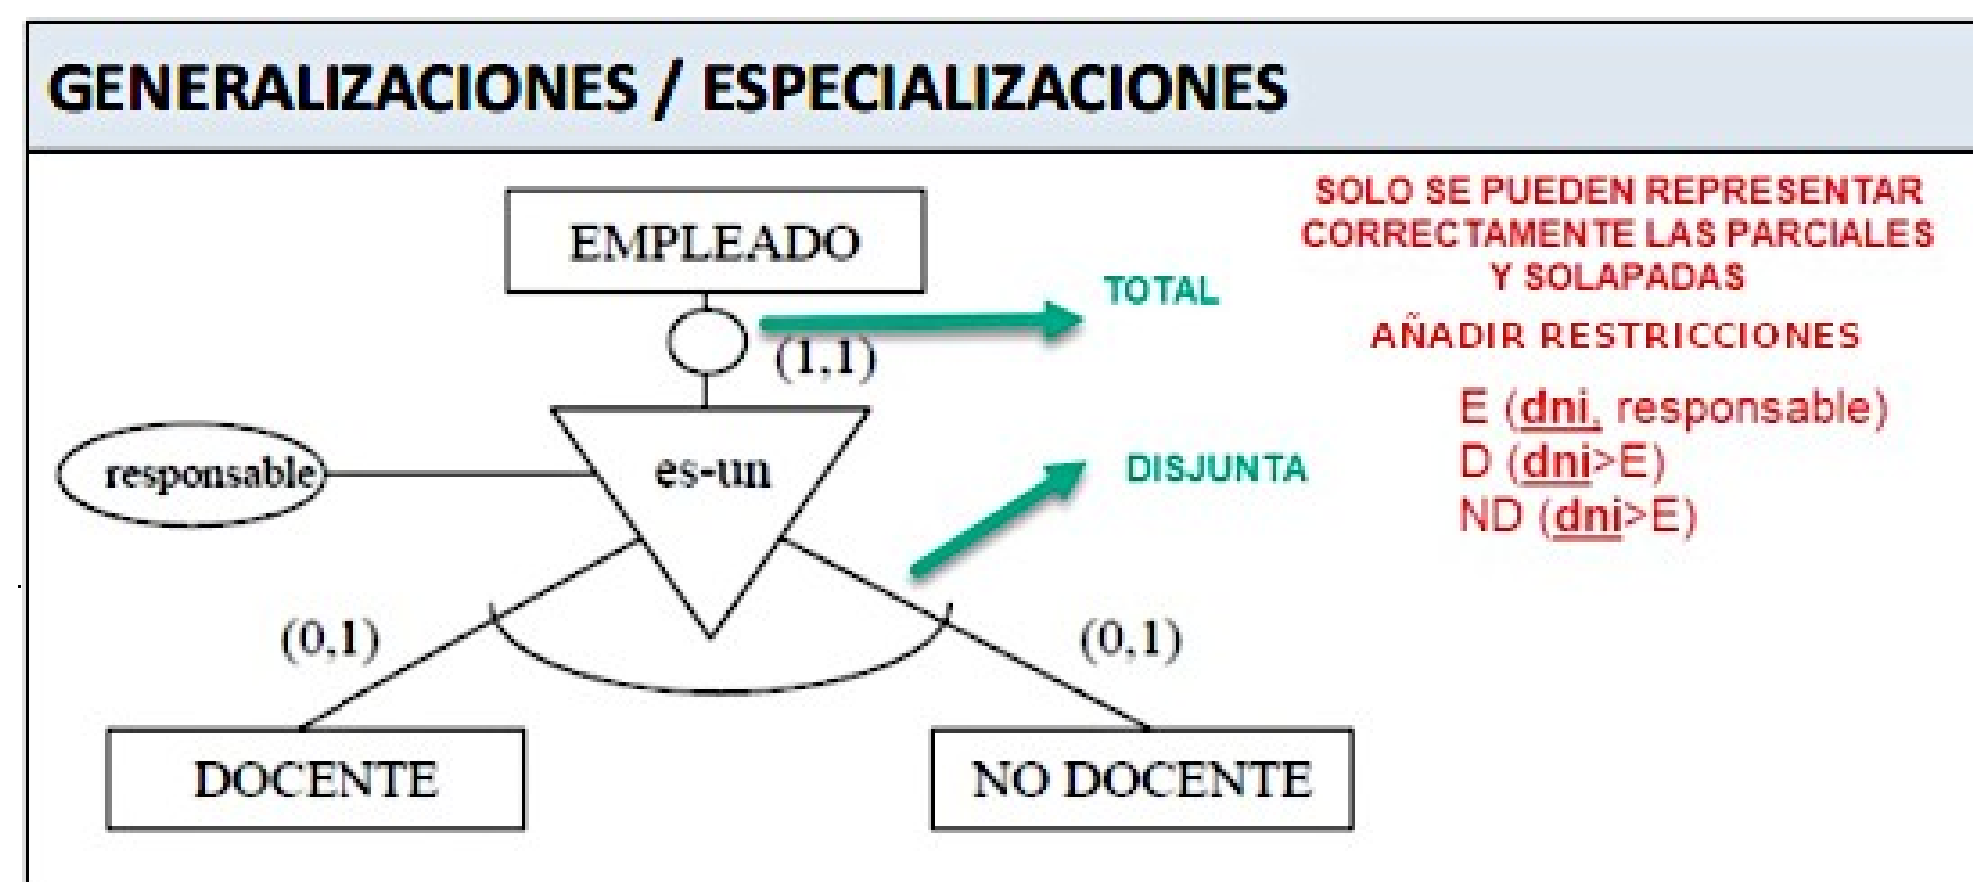 GENERALIZACIONES / ESPECIALIZACIONES
EMPLEADO
(1,1)
TOTAL
responsable
es-un
DISJUNTA
(0,1)
(0,1)
DOCENTE
NO DOCENTE
SOLO SE PUEDEN REPRESENTAR
CORRECTAMENTE LAS PARCIALES
Y SOLAPADAS
AÑADIR RESTRICCIONES
E (dni, responsable)
D (dni>E)
ND (dni>E)